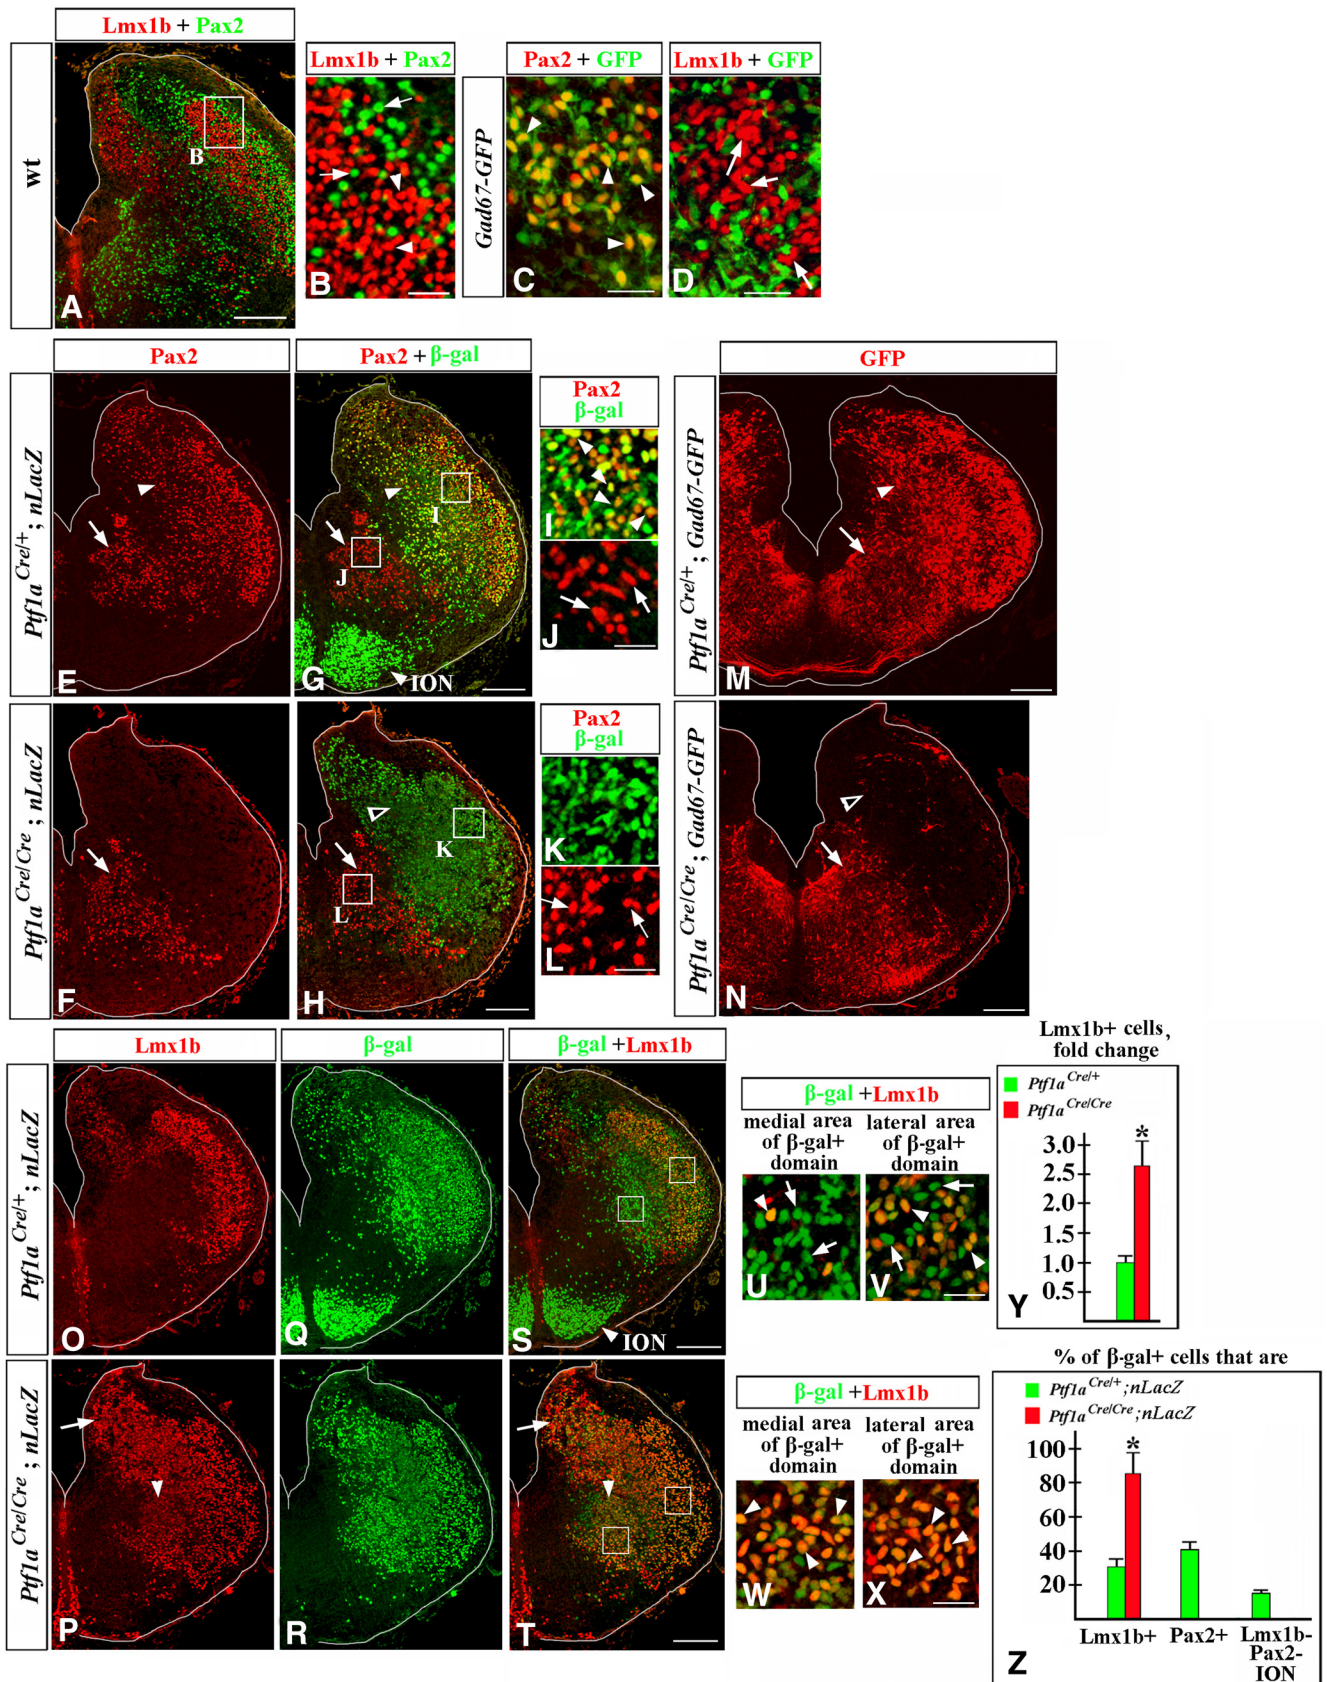 Lmx1b + Pax2
wt
A
B
Lmx1b + Pax2
B
Gad67-GFP
Pax2 + GFP
C
Lmx1b + GFP
D
Pax2
Ptf1a Cre/+ ; nLacZ
E
Pax2 + β-gal
I
J
ION
G
Pax2
β-gal
I
J
GFP
Ptf1a Cre/+ ; Gad67-GFP
M
Ptf1a Cre/Cre ; nLacZ
F
K
L
H
Pax2
β-gal
K
L
Ptf1a Cre/Cre ; Gad67-GFP
N
Lmx1b
β-gal
β-gal +Lmx1b
Ptf1a Cre/+ ; nLacZ
O
Q
S
ION
β-gal +Lmx1b
medial area
of β-gal+
domain
lateral area
of β-gal+
domain
U
V
Lmx1b+ cells,
fold change
Ptf1a Cre/+
Ptf1a Cre/Cre
*
3.0
2.5
2.0
1.5
1.0
0.5
Y
Ptf1a Cre/Cre ; nLacZ
P
R
T
β-gal +Lmx1b
medial area
of β-gal+
domain
lateral area
of β-gal+
domain
W
X
% of β-gal+ cells that are
Ptf1a Cre/+ ;nLacZ
Ptf1a Cre/Cre ;nLacZ
*
100
80
60
40
20
Lmx1b+
Pax2+
Lmx1b-
Pax2-
ION
Z